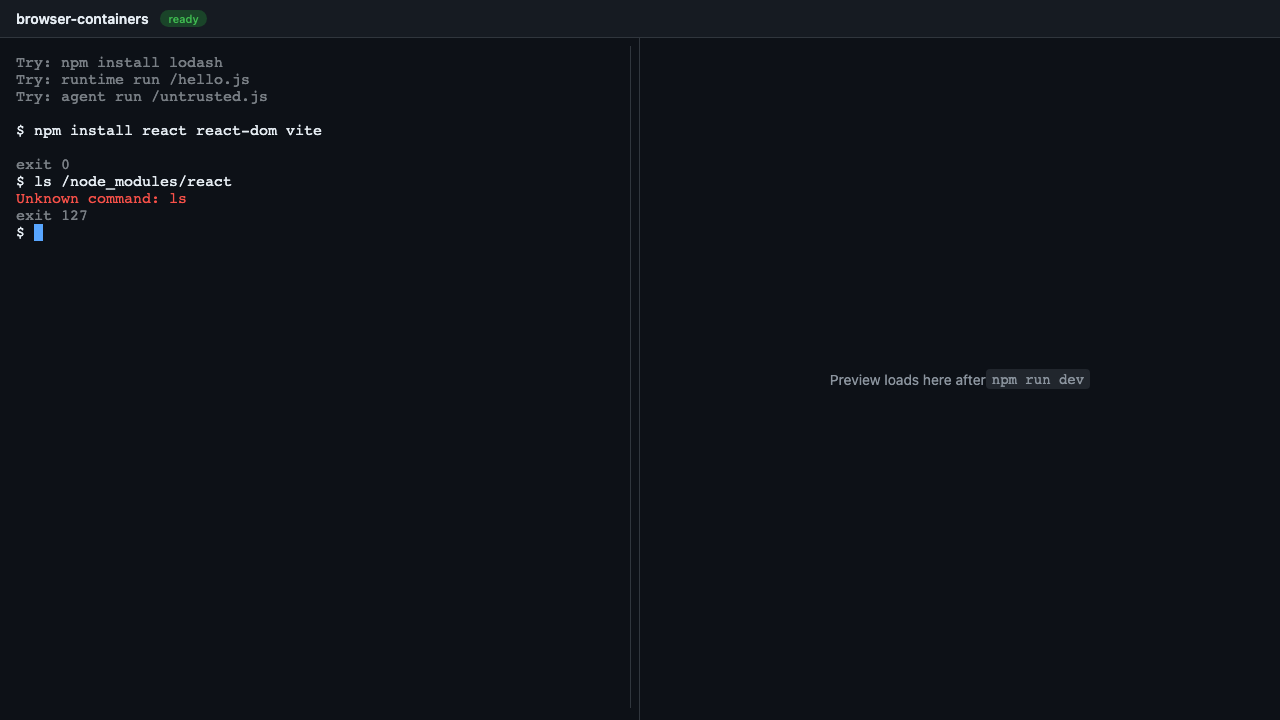 browser-containers ready
Try: npm install lodash
Try: runtime run /hello.js
Try: agent run /untrusted.js
$ npm install react react-dom vite
exit 0
$ ls /node_modules/react
Unknown command: ls
exit 127
$
Preview loads here after npm run dev